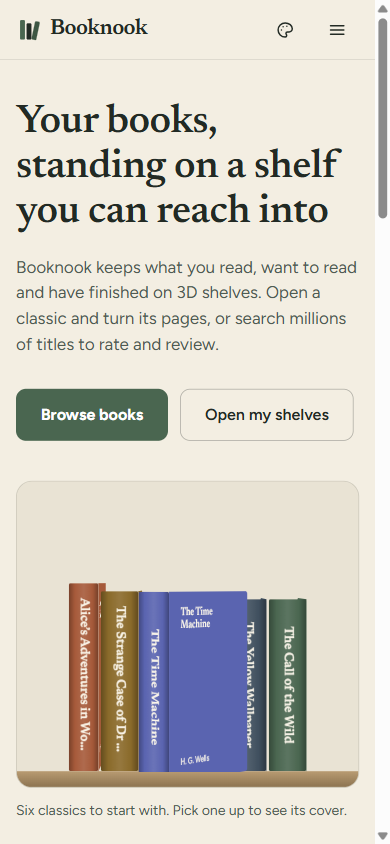 Booknook
Your books,
standing on a shelf
you can reach into
Booknook keeps what you read, want to read
and have finished on 3D shelves. Open a
classic and turn its pages, or search millions
of titles to rate and review.
Browse books
Open my shelves
Alice's Adventures in Wo…
The Strange Case of Dr …
The Time Machine
The Time
Machine
H. G. Wells
The Yellow Wallpaper
The Call of the Wild
Six classics to start with. Pick one up to see its cover.